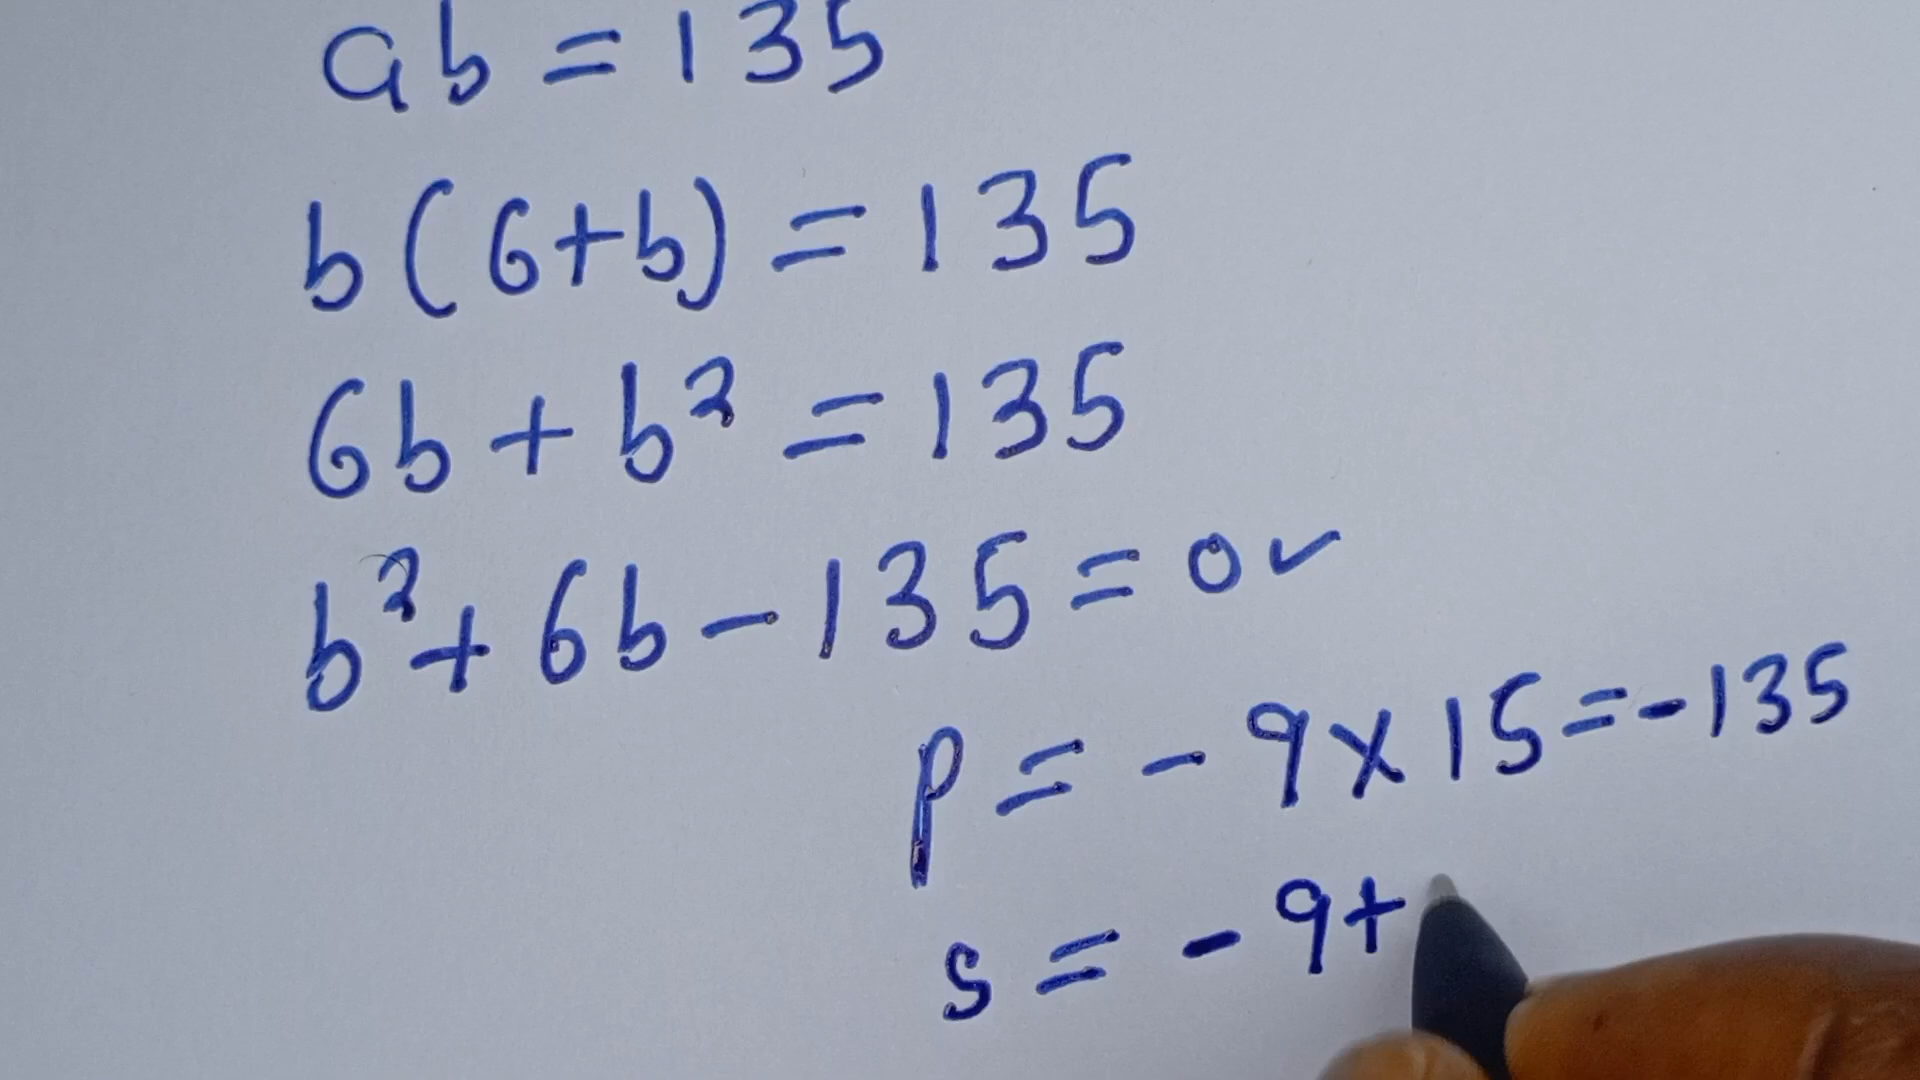 ab = 135
b(6+b) = 135
6b + b² = 135
b² + 6b - 135 = 0 ✓
p = - 9 x 15 = - 135
s = - 9 +